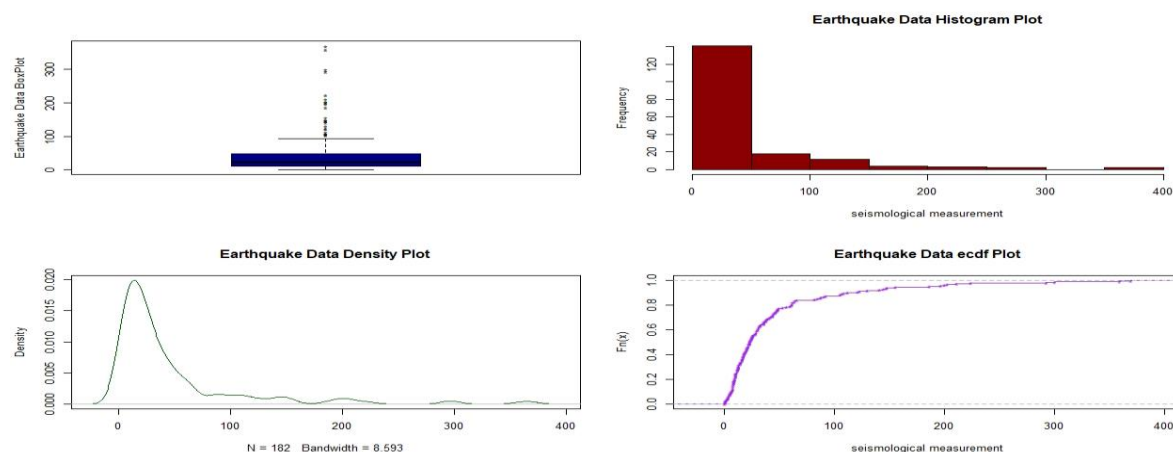 Earthquake Data BoxPlot
300
200
100
0
Earthquake Data Histogram Plot
Frequency
120
80
60
40
20
0
0 100 200 300 400
seismological measurement
Earthquake Data Density Plot
Density
0.020
0.015
0.010
0.005
0.000
0 100 200 300 400
N = 182 Bandwidth = 8.593
Earthquake Data ecdf Plot
Fn(x)
1.0
0.8
0.6
0.4
0.2
0.0
0 100 200 300 400
seismological measurement